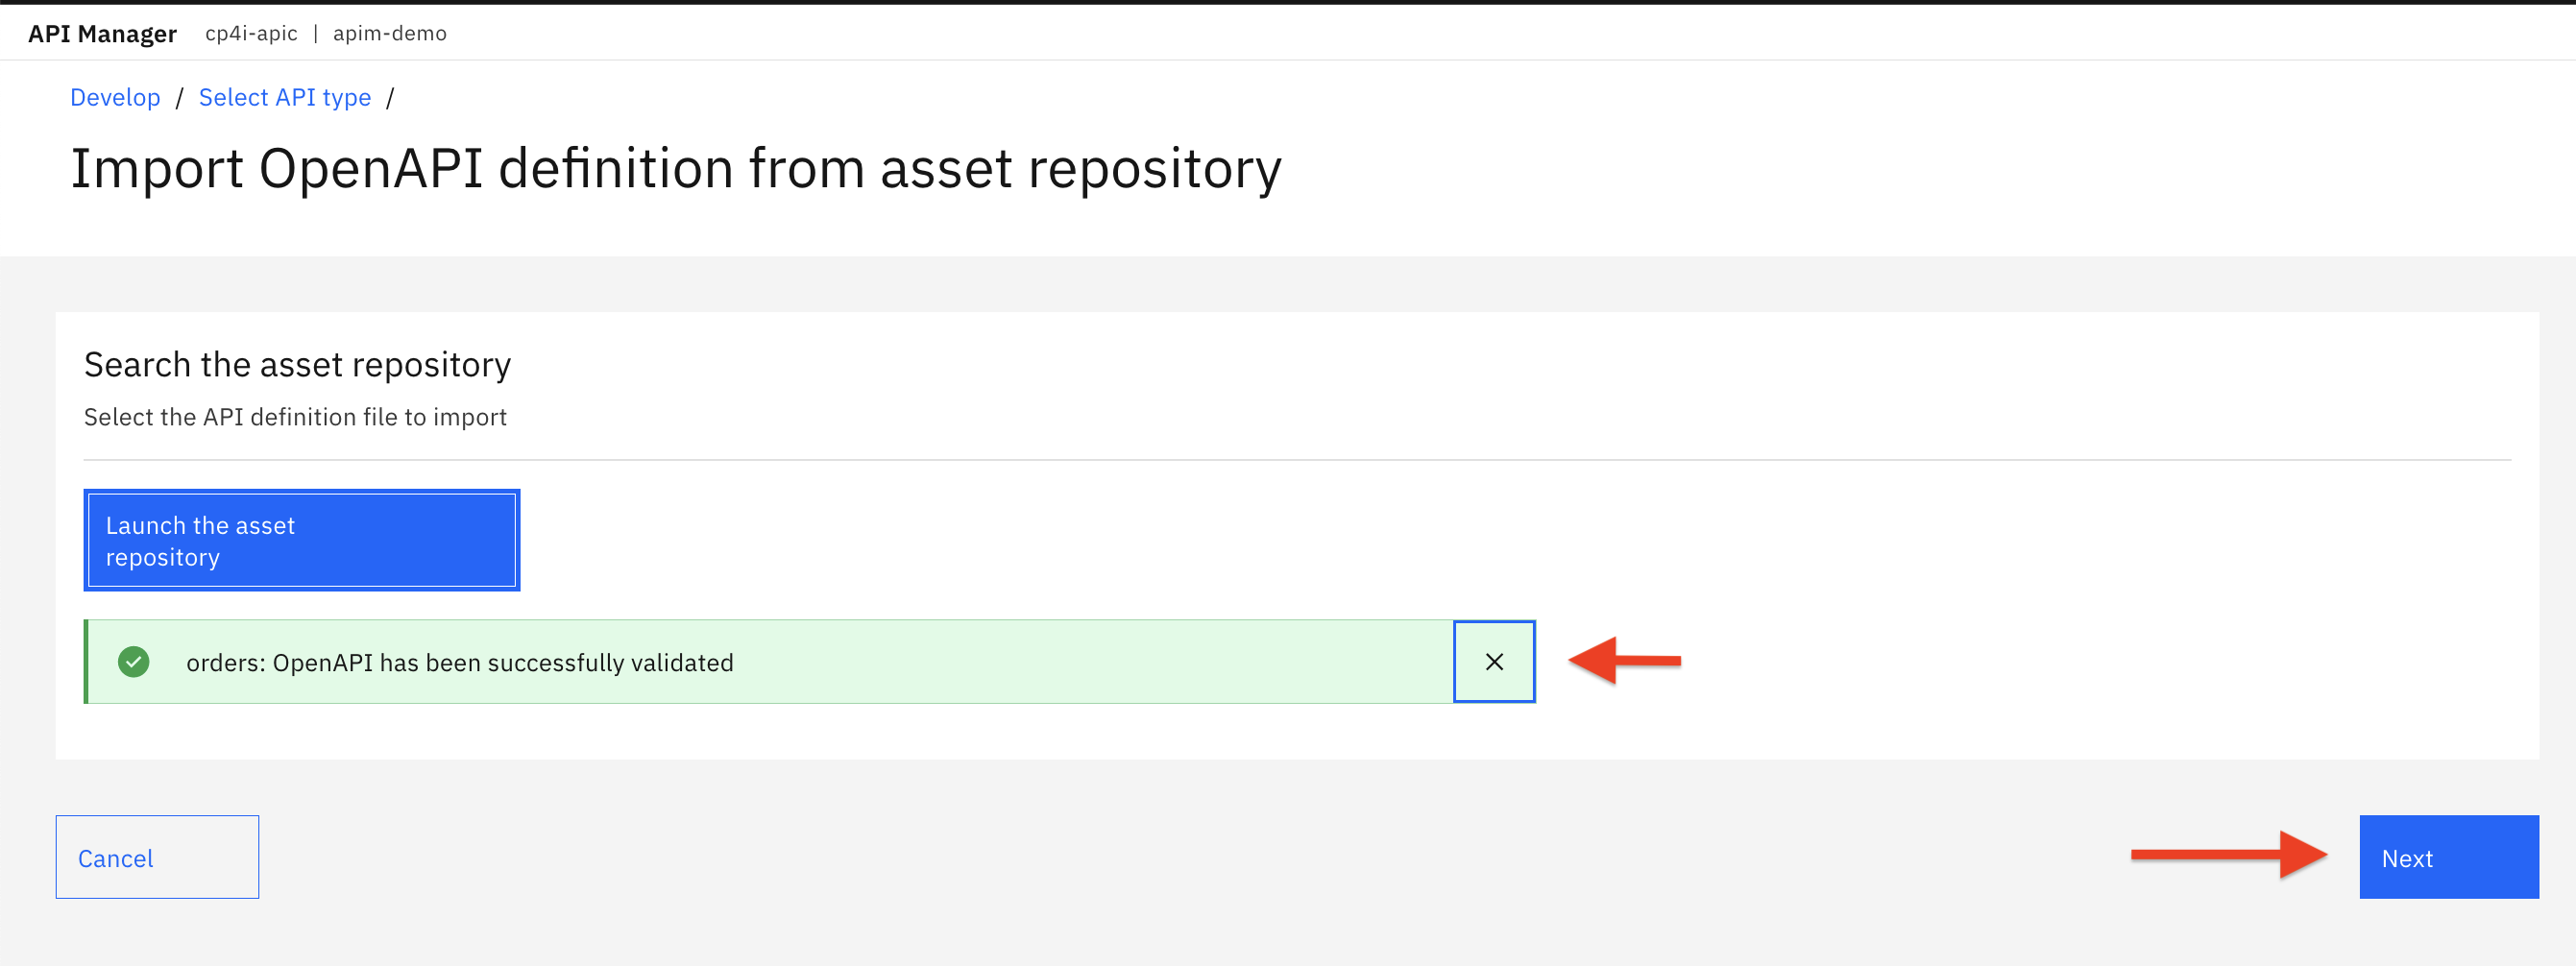 API Manager cp4i-apic | apim-demo
Develop / Select API type /
Import OpenAPI definition from asset repository
Search the asset repository
Select the API definition file to import
Launch the asset
repository
orders: OpenAPI has been successfully validated
Cancel
Next